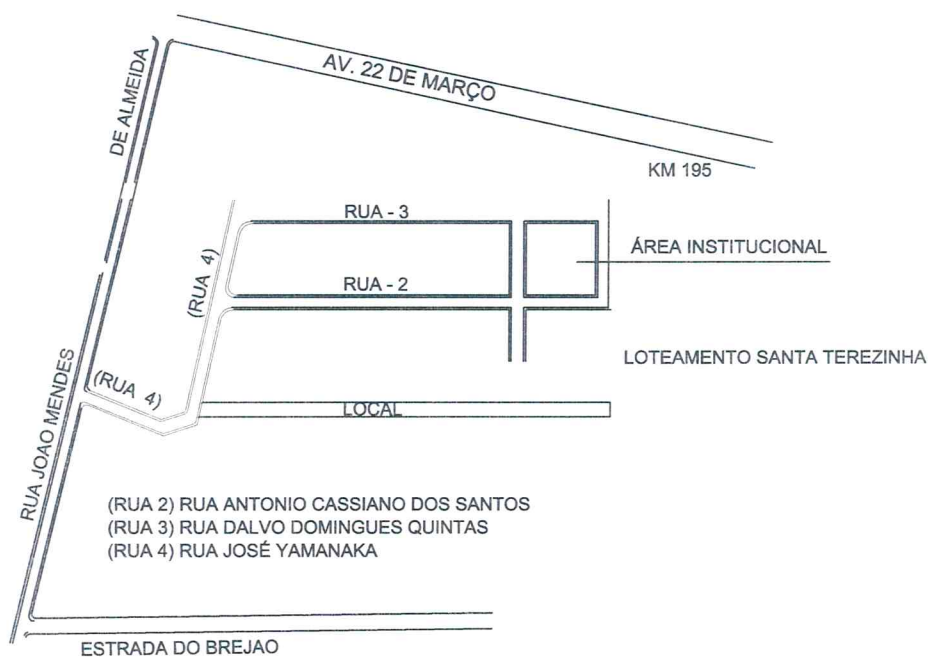 AV. 22 DE MARÇO
DE ALMEIDA
KM 195
RUA - 3
ÁREA INSTITUCIONAL
(RUA 4)
RUA - 2
LOTEAMENTO SANTA TEREZINHA
RUA JOAO MENDES
(RUA 4)
LOCAL
(RUA 2) RUA ANTONIO CASSIANO DOS SANTOS
(RUA 3) RUA DALVO DOMINGUES QUINTAS
(RUA 4) RUA JOSÉ YAMANAKA
ESTRADA DO BREJAO